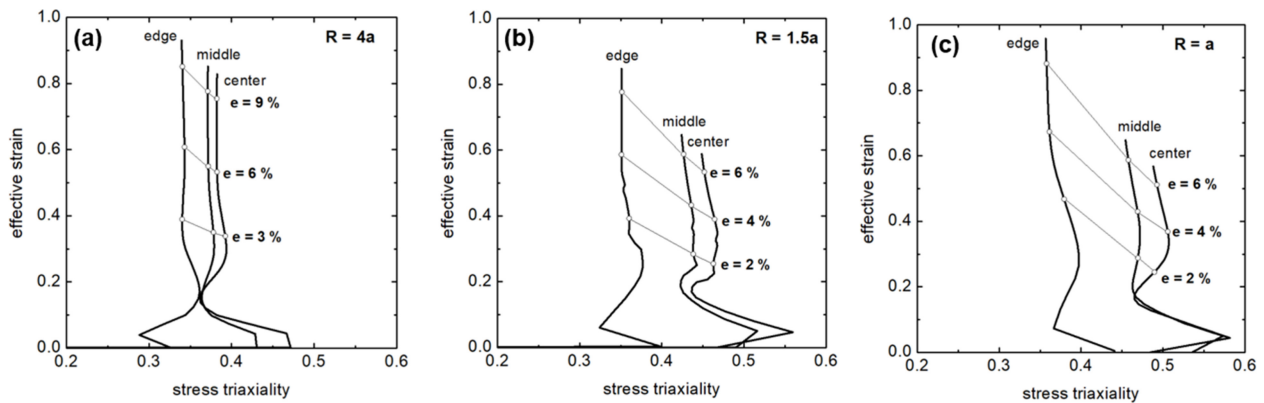 (a)
R = 4a
edge
middle
center
e = 9 %
e = 6 %
e = 3 %
effective strain
1.0
0.8
0.6
0.4
0.2
0.0
0.2 0.3 0.4 0.5 0.6
stress triaxiality
(b)
R = 1.5a
edge
middle
center
e = 6 %
e = 4 %
e = 2 %
effective strain
1.0
0.8
0.6
0.4
0.2
0.0
0.2 0.3 0.4 0.5 0.6
stress triaxiality
(c)
R = a
edge
middle
center
e = 6 %
e = 4 %
e = 2 %
effective strain
1.0
0.8
0.6
0.4
0.2
0.0
0.2 0.3 0.4 0.5 0.6
stress triaxiality